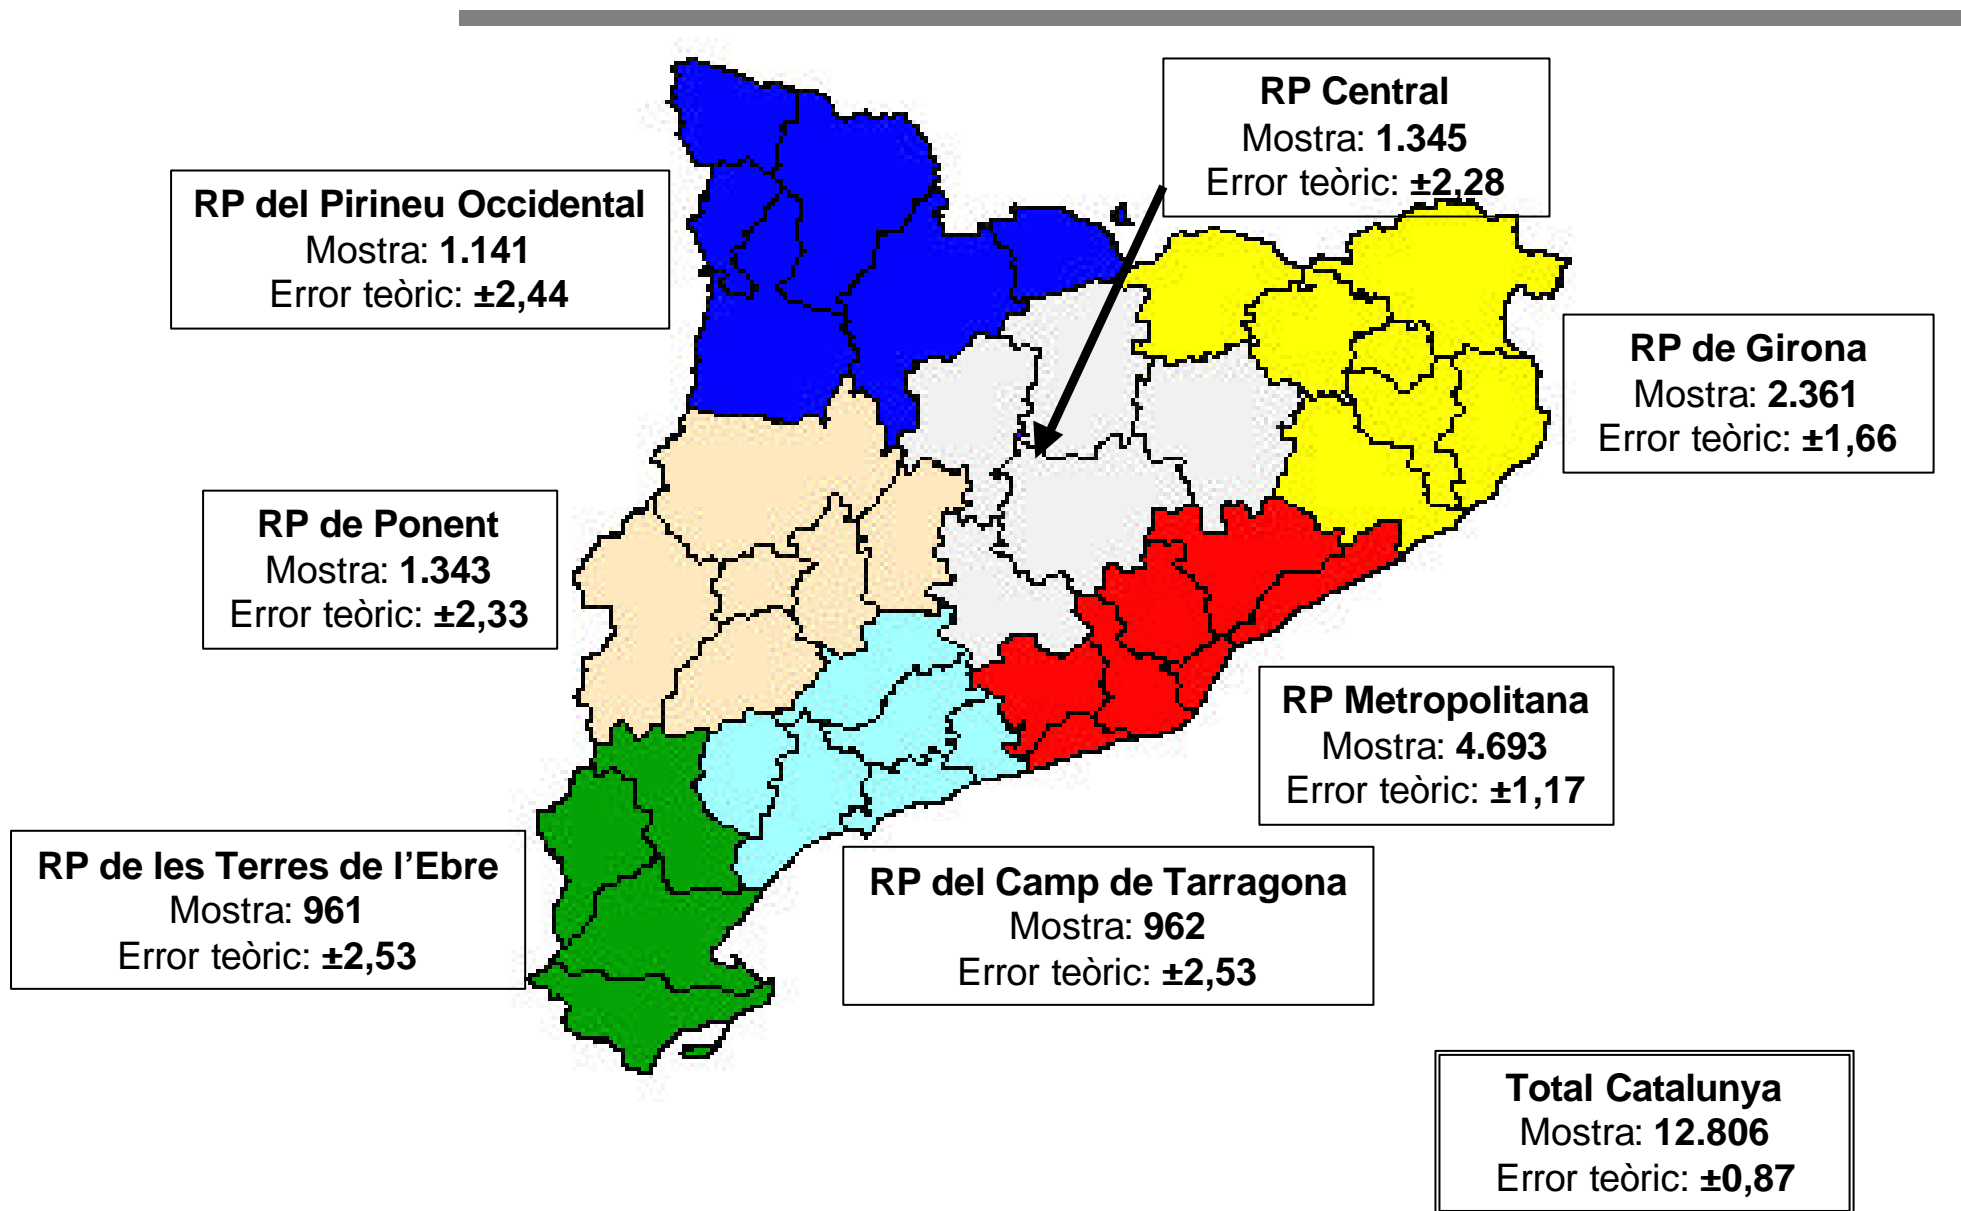 RP Central
Mostra: 1.345
Error teòric: ±2,28
RP del Pirineu Occidental
Mostra: 1.141
Error teòric: ±2,44
RP de Girona
Mostra: 2.361
Error teòric: ±1,66
RP de Ponent
Mostra: 1.343
Error teòric: ±2,33
RP Metropolitana
Mostra: 4.693
Error teòric: ±1,17
RP de les Terres de l’Ebre
Mostra: 961
Error teòric: ±2,53
RP del Camp de Tarragona
Mostra: 962
Error teòric: ±2,53
Total Catalunya
Mostra: 12.806
Error teòric: ±0,87